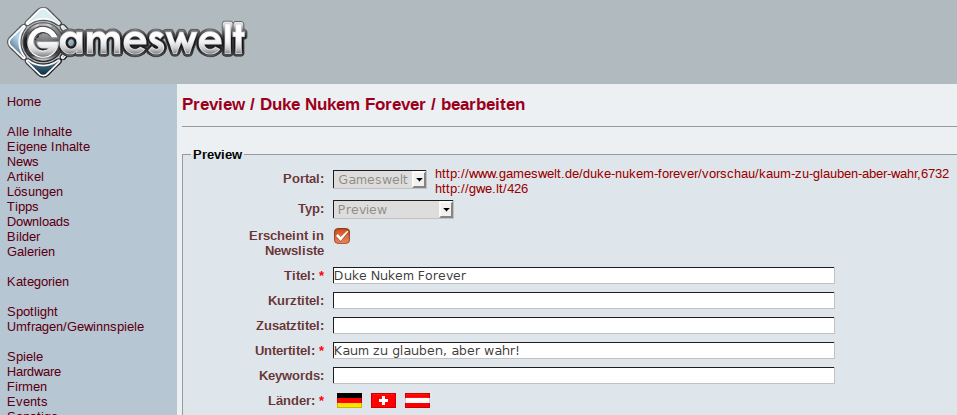 Gameswelt
Home
Alle Inhalte
Eigene Inhalte
News
Artikel
Lösungen
Tipps
Downloads
Bilder
Galerien
Kategorien
Spotlight
Umfragen/Gewinnspiele
Spiele
Hardware
Firmen
Events
Preview / Duke Nukem Forever / bearbeiten
Preview
Portal: Gameswelt http://www.gameswelt.de/duke-nukem-forever/vorschau/kaum-zu-glauben-aber-wahr,6732
http://gwe.lt/426
Typ: Preview
Erscheint in
Newsliste
Titel: * Duke Nukem Forever
Kurztitel:
Zusatztitel:
Untertitel: * Kaum zu glauben, aber wahr!
Keywords:
Länder: *